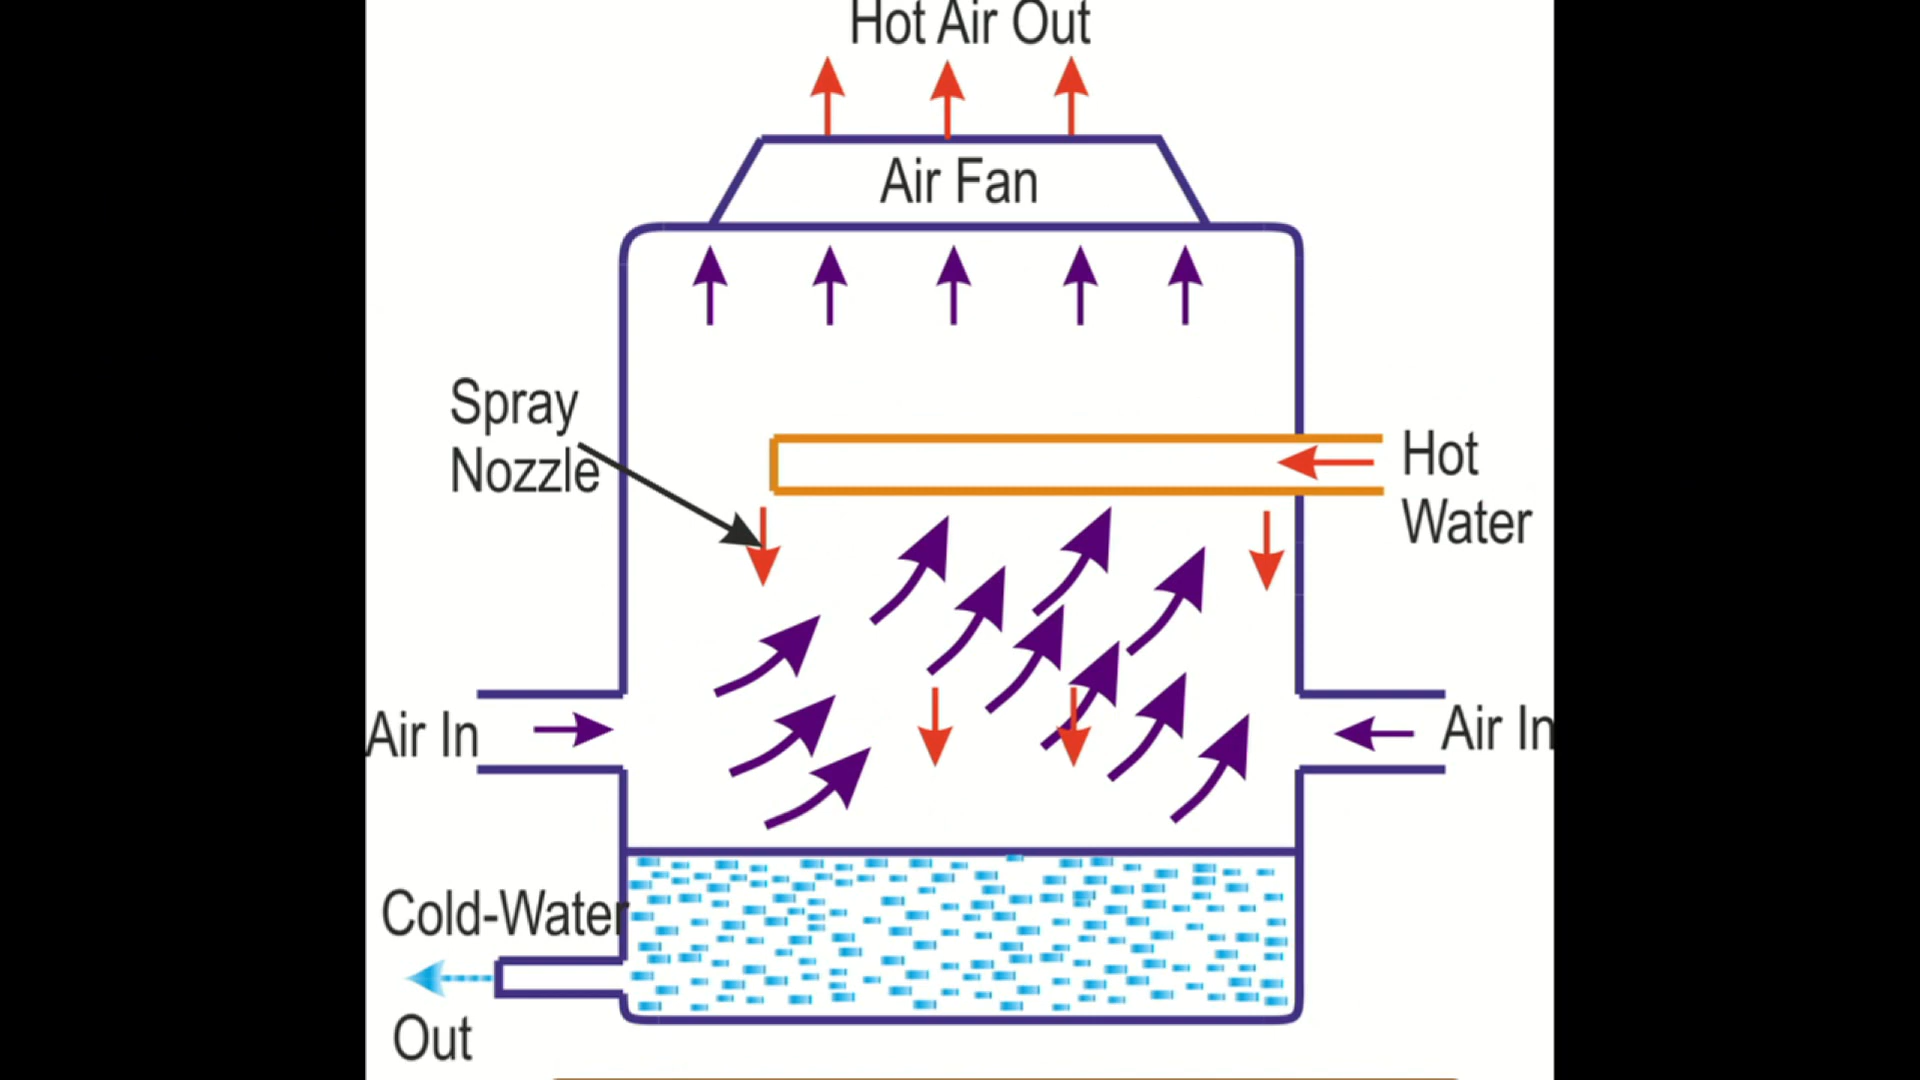 Hot Air Out
Air Fan
Spray
Nozzle
Hot
Water
Air In
Air In
Cold-Water
Out